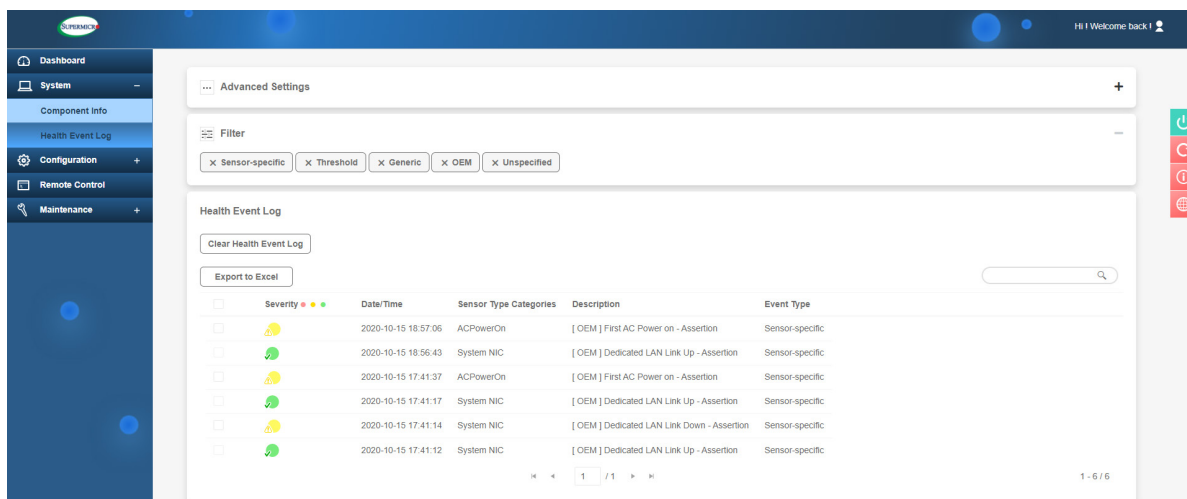 SUPERMICR
Hi ! Welcome back !
Dashboard
System −
Component Info
Health Event Log
Configuration +
Remote Control
Maintenance +
Advanced Settings +
Filter −
× Sensor-specific × Threshold × Generic × OEM × Unspecified
Health Event Log
Clear Health Event Log
Export to Excel
Severity Date/Time Sensor Type Categories Description Event Type
2020-10-15 18:57:06 ACPowerOn [ OEM ] First AC Power on - Assertion Sensor-specific
2020-10-15 18:56:43 System NIC [ OEM ] Dedicated LAN Link Up - Assertion Sensor-specific
2020-10-15 17:41:37 ACPowerOn [ OEM ] First AC Power on - Assertion Sensor-specific
2020-10-15 17:41:17 System NIC [ OEM ] Dedicated LAN Link Up - Assertion Sensor-specific
2020-10-15 17:41:14 System NIC [ OEM ] Dedicated LAN Link Down - Assertion Sensor-specific
2020-10-15 17:41:12 System NIC [ OEM ] Dedicated LAN Link Up - Assertion Sensor-specific
1 / 1
1 - 6 / 6